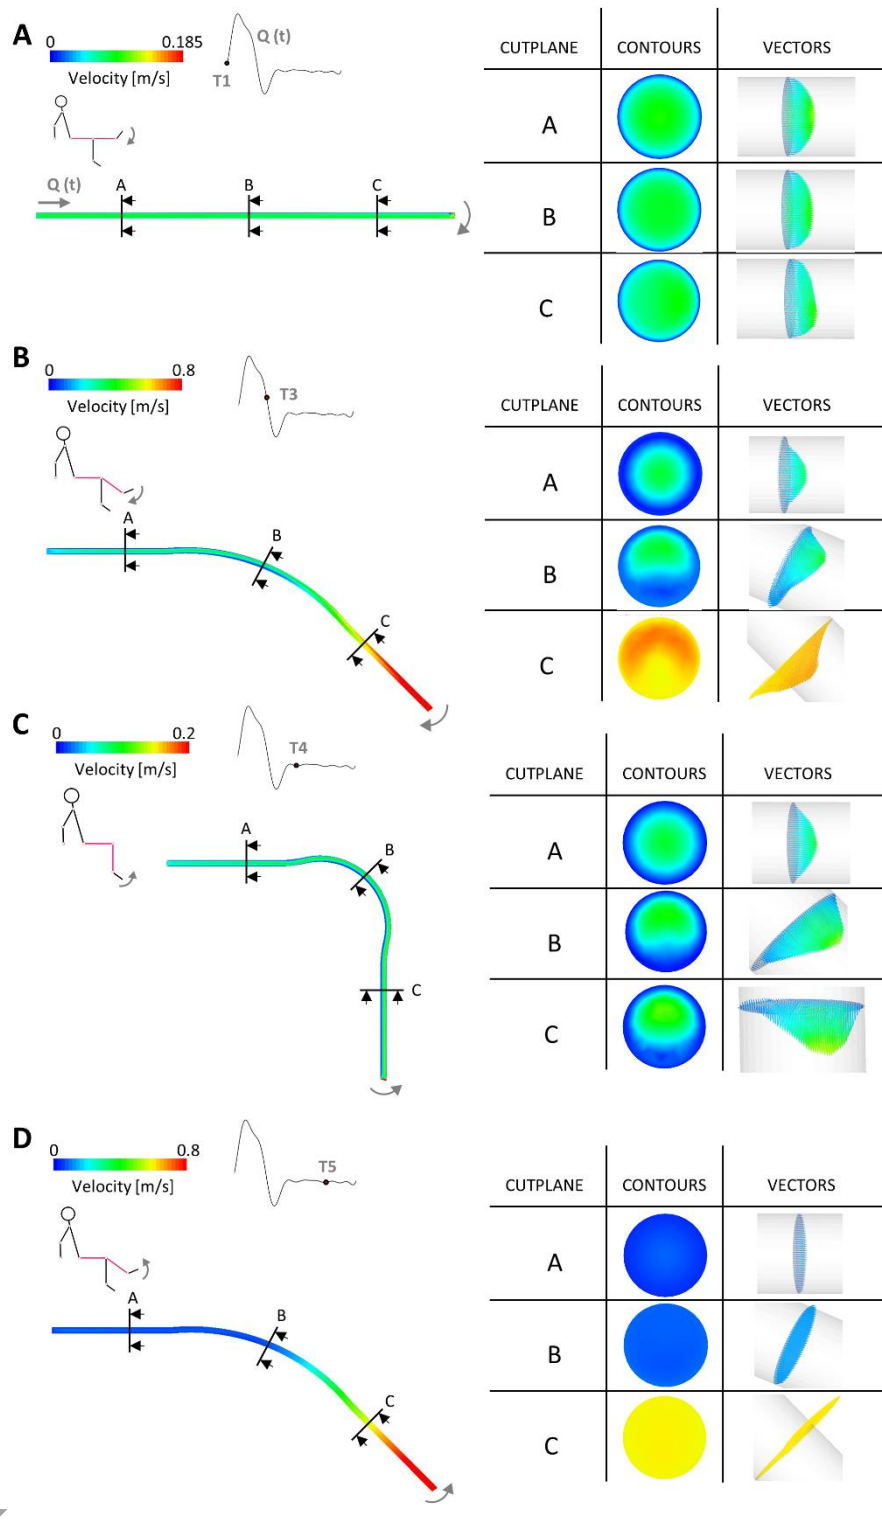 A
0 0.185
Velocity [m/s]
Q (t)
T1
Q (t)
A B C
CUTPLANE CONTOURS VECTORS
A
B
C
B
0 0.8
Velocity [m/s]
T3
A
B
C
CUTPLANE CONTOURS VECTORS
A
B
C
C
0 0.2
Velocity [m/s]
T4
A
B
C
CUTPLANE CONTOURS VECTORS
A
B
C
D
0 0.8
Velocity [m/s]
T5
A
B
C
CUTPLANE CONTOURS VECTORS
A
B
C